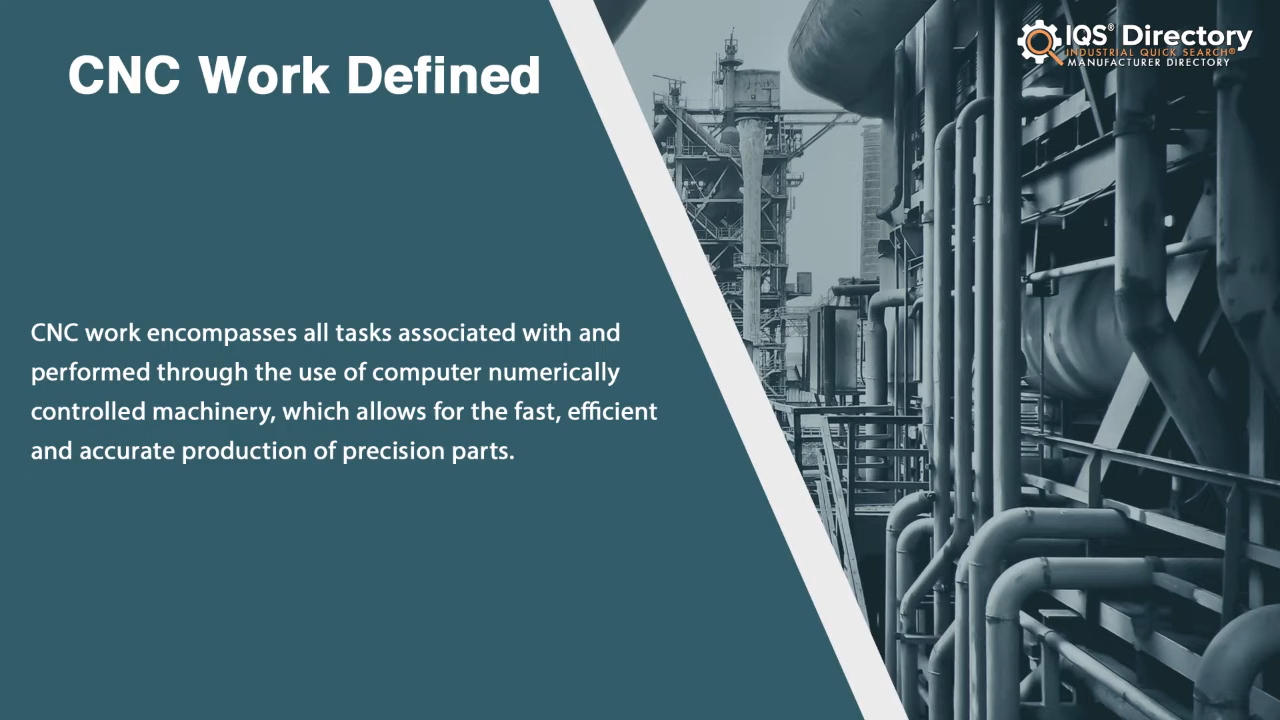 CNC Work Defined
IQS® Directory
INDUSTRIAL QUICK SEARCH®
MANUFACTURER DIRECTORY
CNC work encompasses all tasks associated with and
performed through the use of computer numerically
controlled machinery, which allows for the fast, efficient
and accurate production of precision parts.